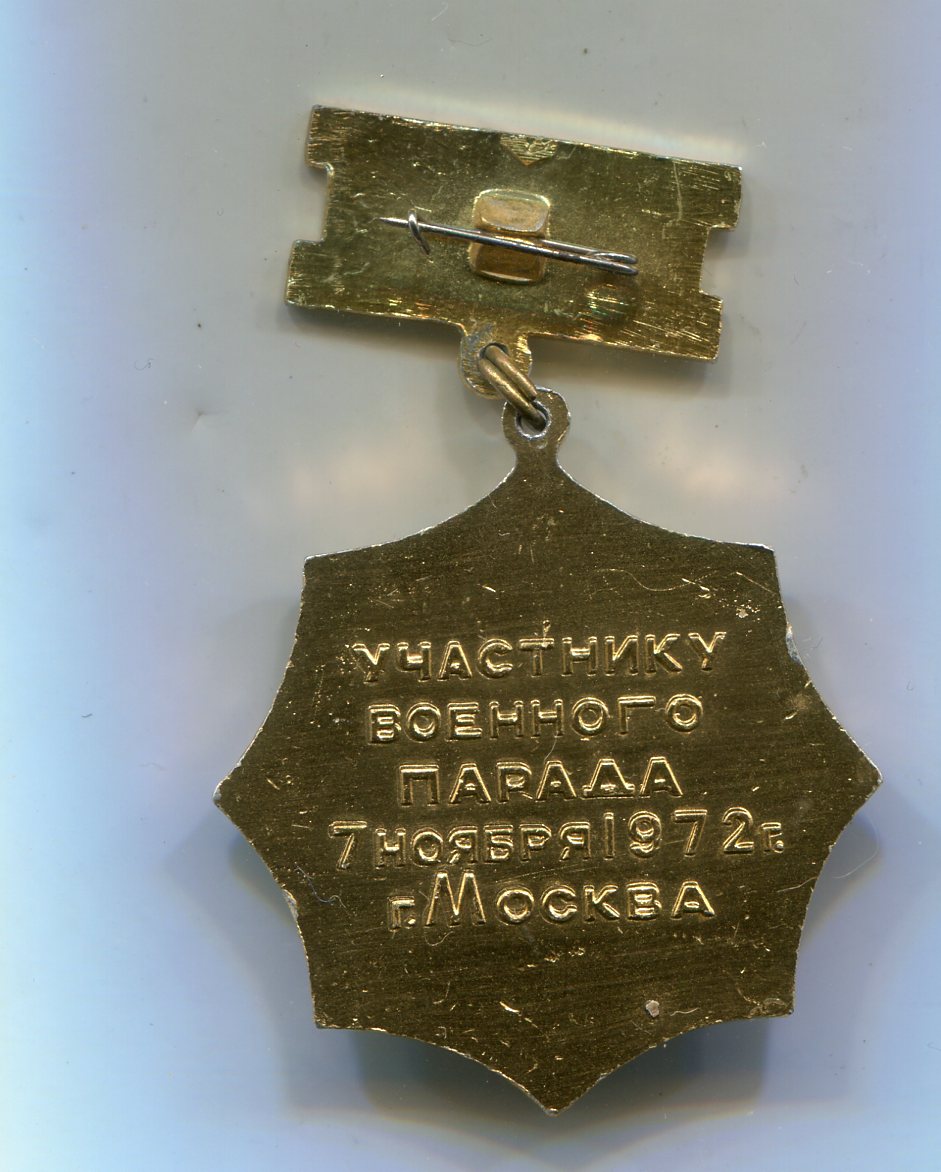 УЧАСТНИКУ
ВОЕННОГО
ПАРАДА
7 НОЯБРЯ 1972 г.
г. МОСКВА